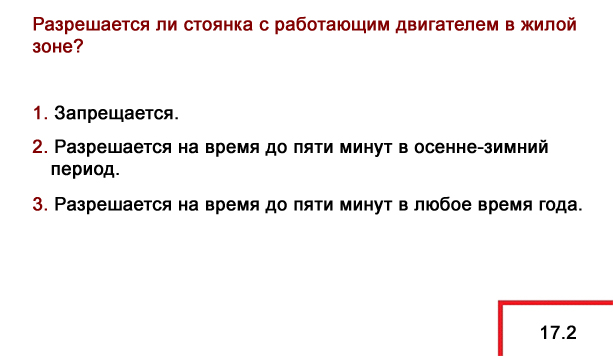 Разрешается ли стоянка с работающим двигателем в жилой
зоне?
1. Запрещается.
2. Разрешается на время до пяти минут в осенне-зимний
период.
3. Разрешается на время до пяти минут в любое время года.
17.2